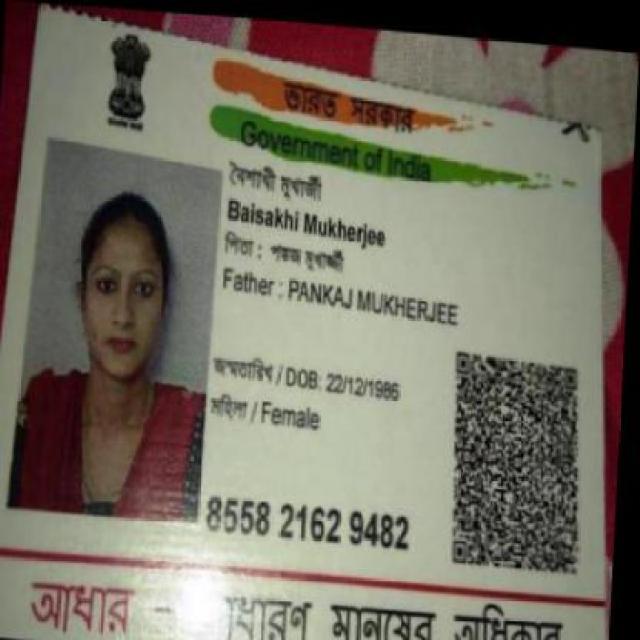 ভারত সরকার
Government of India
বৈশাখী মুখার্জী
Baisakhi Mukherjee
পিতা : পঙ্কজ মুখার্জী
Father : PANKAJ MUKHERJEE
জন্মতারিখ / DOB: 22/12/1986
মহিলা / Female
8558 2162 9482
আধার - সাধারণ মানুষের অধিকার